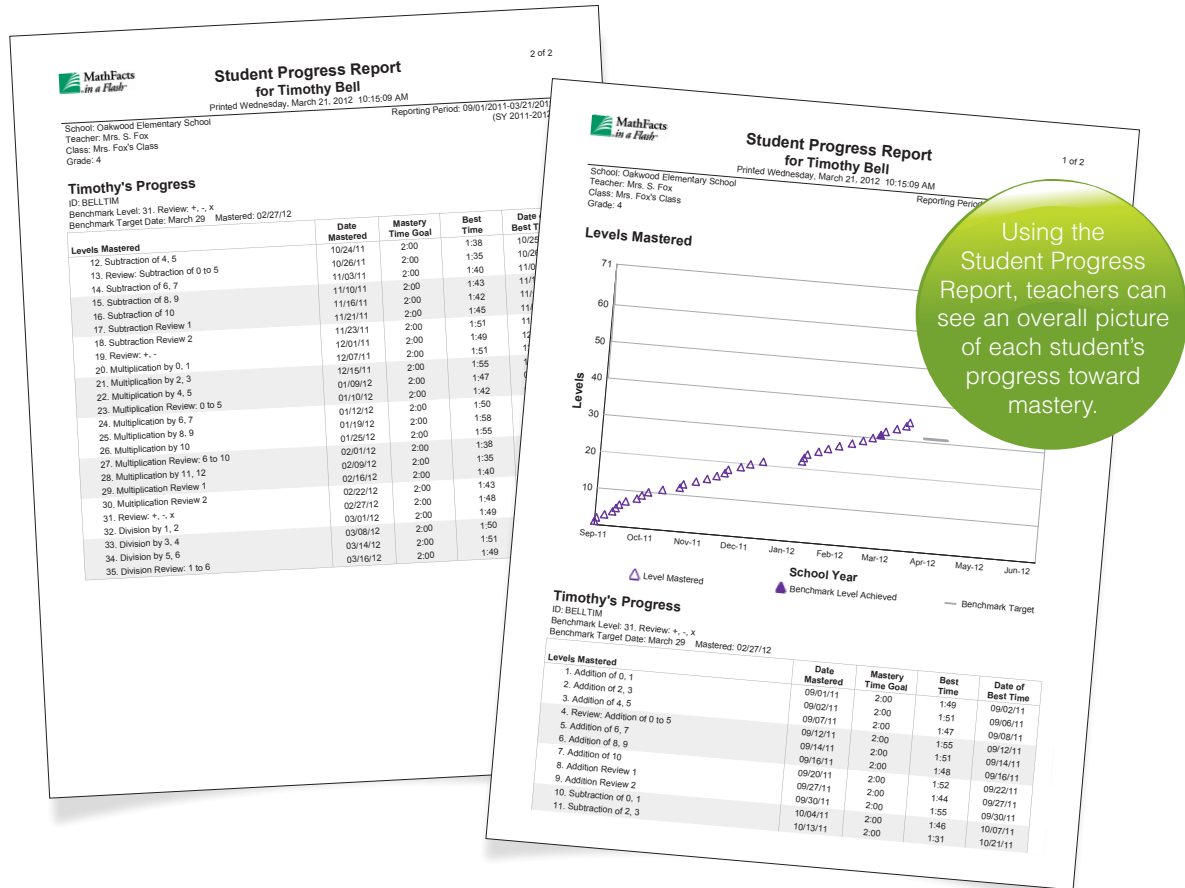 2 of 2
MathFacts
in a Flash™
Student Progress Report
for Timothy Bell
Printed Wednesday, March 21, 2012 10:15:09 AM
School: Oakwood Elementary School
Reporting Period: 09/01/2011-03/21/201
Teacher: Mrs. S. Fox
(SY 2011-2012
Class: Mrs. Fox's Class
Grade: 4
Timothy's Progress
ID: BELLTIM
Benchmark Level: 31. Review: +, -, x
Benchmark Target Date: March 29 Mastered: 02/27/12
Levels Mastered Date Mastery Best Date
Mastered Time Goal Time Best T
12. Subtraction of 4, 5 10/24/11 2:00 1:38 10/25
13. Review: Subtraction of 0 to 5 10/26/11 2:00 1:35
14. Subtraction of 6, 7 11/03/11 2:00 1:40
15. Subtraction of 8, 9 11/10/11 2:00 1:43
16. Subtraction of 10 11/16/11 2:00 1:42
17. Subtraction Review 1 11/21/11 2:00 1:45
18. Subtraction Review 2 11/23/11 2:00 1:51
19. Review: +, - 12/01/11 2:00 1:49
20. Multiplication by 0, 1 12/07/11 2:00 1:51
21. Multiplication by 2, 3 12/15/11 2:00 1:55
22. Multiplication by 4, 5 01/09/12 2:00 1:47
23. Multiplication Review: 0 to 5 01/10/12 2:00 1:42
24. Multiplication by 6, 7 01/12/12 2:00 1:50
25. Multiplication by 8, 9 01/19/12 2:00 1:58
26. Multiplication by 10 01/25/12 2:00 1:55
27. Multiplication Review: 6 to 10 02/01/12 2:00 1:38
28. Multiplication by 11, 12 02/09/12 2:00 1:35
29. Multiplication Review 1 02/16/12 2:00 1:40
30. Multiplication Review 2 02/22/12 2:00 1:43
31. Review: +, -, x 02/27/12 2:00 1:48
32. Division by 1, 2 03/01/12 2:00 1:49
33. Division by 3, 4 03/08/12 2:00 1:50
34. Division by 5, 6 03/14/12 2:00 1:51
35. Division Review: 1 to 6 03/16/12 2:00 1:49
MathFacts
in a Flash™
Student Progress Report
for Timothy Bell
Printed Wednesday, March 21, 2012 10:15:09 AM
1 of 2
School: Oakwood Elementary School
Reporting Period
Teacher: Mrs. S. Fox
Class: Mrs. Fox's Class
Grade: 4
Levels Mastered
71
60
50
40
30
20
10
Levels
Sep-11 Oct-11 Nov-11 Dec-11 Jan-12 Feb-12 Mar-12 Apr-12 May-12 Jun-12
School Year
Level Mastered Benchmark Level Achieved Benchmark Target
Timothy's Progress
ID: BELLTIM
Benchmark Level: 31. Review: +, -, x
Benchmark Target Date: March 29 Mastered: 02/27/12
Levels Mastered Date Mastery Best Date of
Mastered Time Goal Time Best Time
1. Addition of 0, 1 09/01/11 2:00 1:49 09/02/11
2. Addition of 2, 3 09/02/11 2:00 1:51 09/06/11
3. Addition of 4, 5 09/07/11 2:00 1:47 09/08/11
4. Review: Addition of 0 to 5 09/12/11 2:00 1:55 09/12/11
5. Addition of 6, 7 09/14/11 2:00 1:51 09/14/11
6. Addition of 8, 9 09/16/11 2:00 1:48 09/16/11
7. Addition of 10 09/20/11 2:00 1:52 09/22/11
8. Addition Review 1 09/27/11 2:00 1:44 09/27/11
9. Addition Review 2 09/30/11 2:00 1:55 09/30/11
10. Subtraction of 0, 1 10/04/11 2:00 1:46 10/07/11
11. Subtraction of 2, 3 10/13/11 2:00 1:31 10/21/11
Using the
Student Progress
Report, teachers can
see an overall picture
of each student's
progress toward
mastery.